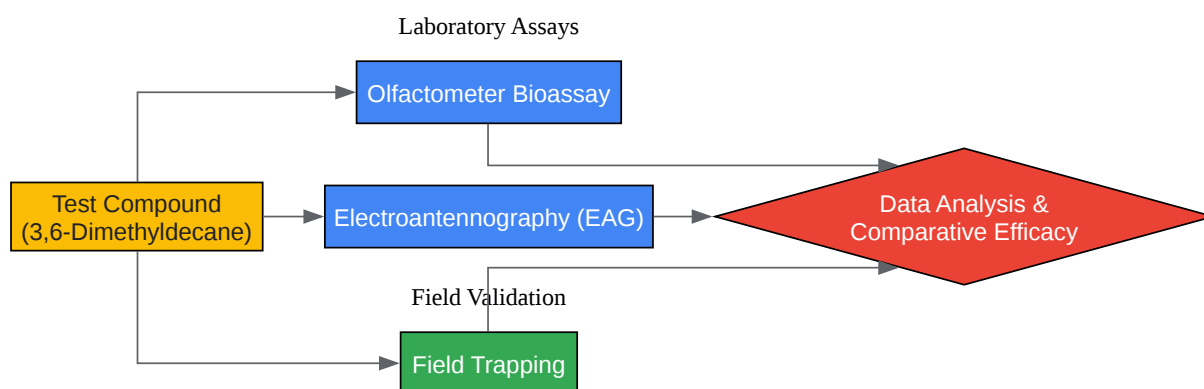 Laboratory Assays
Olfactometer Bioassay
Test Compound
(3,6-Dimethyldecane)
Electroantennography (EAG)
Data Analysis &
Comparative Efficacy
Field Validation
Field Trapping